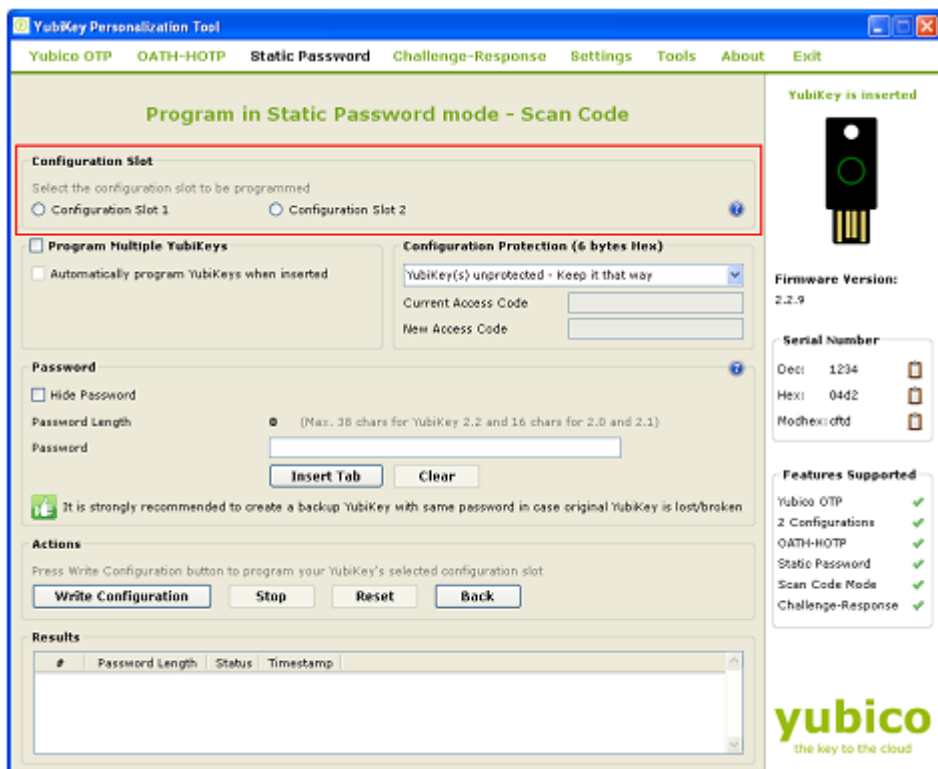 YubiKey Personalization Tool
Yubico OTP OATH-HOTP Static Password Challenge-Response Settings Tools About Exit
Program in Static Password mode - Scan Code
Configuration Slot
Select the configuration slot to be programmed
Configuration Slot 1 Configuration Slot 2
Program Multiple YubiKeys
Automatically program YubiKeys when inserted
Configuration Protection (6 bytes Hex)
YubiKey(s) unprotected - Keep it that way
Current Access Code
New Access Code
Password
Hide Password
Password Length 0 (Max. 38 chars for YubiKey 2.2 and 16 chars for 2.0 and 2.1)
Password
Insert Tab Clear
It is strongly recommended to create a backup YubiKey with same password in case original YubiKey is lost/broken
Actions
Press Write Configuration button to program your YubiKey's selected configuration slot
Write Configuration Stop Reset Back
Results
# Password Length Status Timestamp
YubiKey is inserted
Firmware Version:
2.2.9
Serial Number
Dec: 1234
Hex: 04d2
Modhex: cftd
Features Supported
Yubico OTP
2 Configurations
OATH-HOTP
Static Password
Scan Code Mode
Challenge-Response
yubico
the key to the cloud